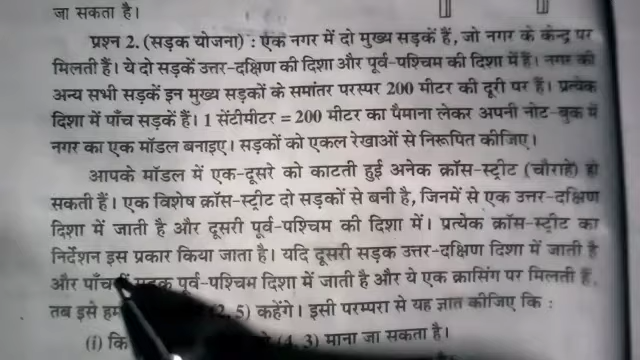 जा सकता है।
प्रश्न 2. (सड़क योजना) : एक नगर में दो मुख्य सड़कें हैं, जो नगर के केन्द्र पर
मिलती हैं। ये दो सड़कें उत्तर-दक्षिण की दिशा और पूर्व-पश्चिम की दिशा में हैं। नगर की
अन्य सभी सड़कें इन मुख्य सड़कों के समांतर परस्पर 200 मीटर की दूरी पर हैं। प्रत्येक
दिशा में पाँच सड़कें हैं। 1 सेंटीमीटर = 200 मीटर का पैमाना लेकर अपनी नोट-बुक में
नगर का एक मॉडल बनाइए। सड़कों को एकल रेखाओं से निरूपित कीजिए।
आपके मॉडल में एक-दूसरे को काटती हुई अनेक क्रॉस-स्ट्रीट (चौराहे) हो
सकती हैं। एक विशेष क्रॉस-स्ट्रीट दो सड़कों से बनी है, जिनमें से एक उत्तर-दक्षिण
दिशा में जाती है और दूसरी पूर्व-पश्चिम की दिशा में। प्रत्येक क्रॉस-स्ट्रीट का
निर्देशन इस प्रकार किया जाता है। यदि दूसरी सड़क उत्तर-दक्षिण दिशा में जाती है
और सड़क पूर्व-पश्चिम दिशा में जाती है और ये एक क्रासिंग पर मिलती हैं,
तब इसे हम 5) कहेंगे। इसी परम्परा से यह ज्ञात कीजिए कि :
(i) (4, 3) माना जा सकता है।